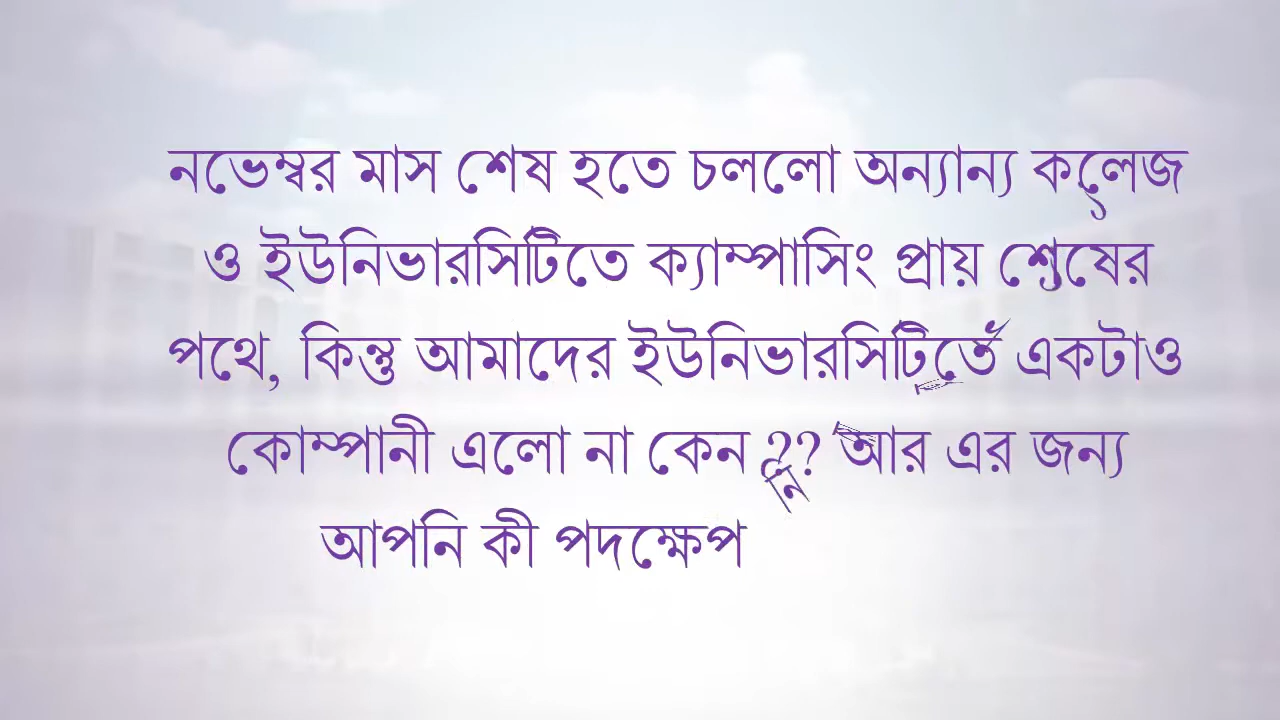 নভেম্বর মাস শেষ হতে চললো অন্যান্য কলেজ
ও ইউনিভারসিটিতে ক্যাম্পাসিং প্রায় শেষের
পথে, কিন্তু আমাদের ইউনিভারসিটিতে একটাও
কোম্পানী এলো না কেন ?? আর এর জন্য
আপনি কী পদক্ষেপ নি